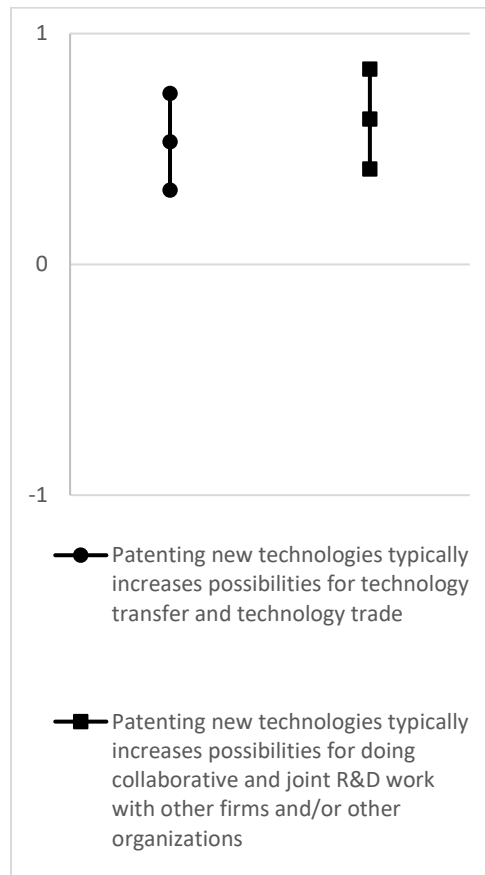 1
0
-1
Patenting new technologies typically
increases possibilities for technology
transfer and technology trade
Patenting new technologies typically
increases possibilities for doing
collaborative and joint R&D work
with other firms and/or other
organizations